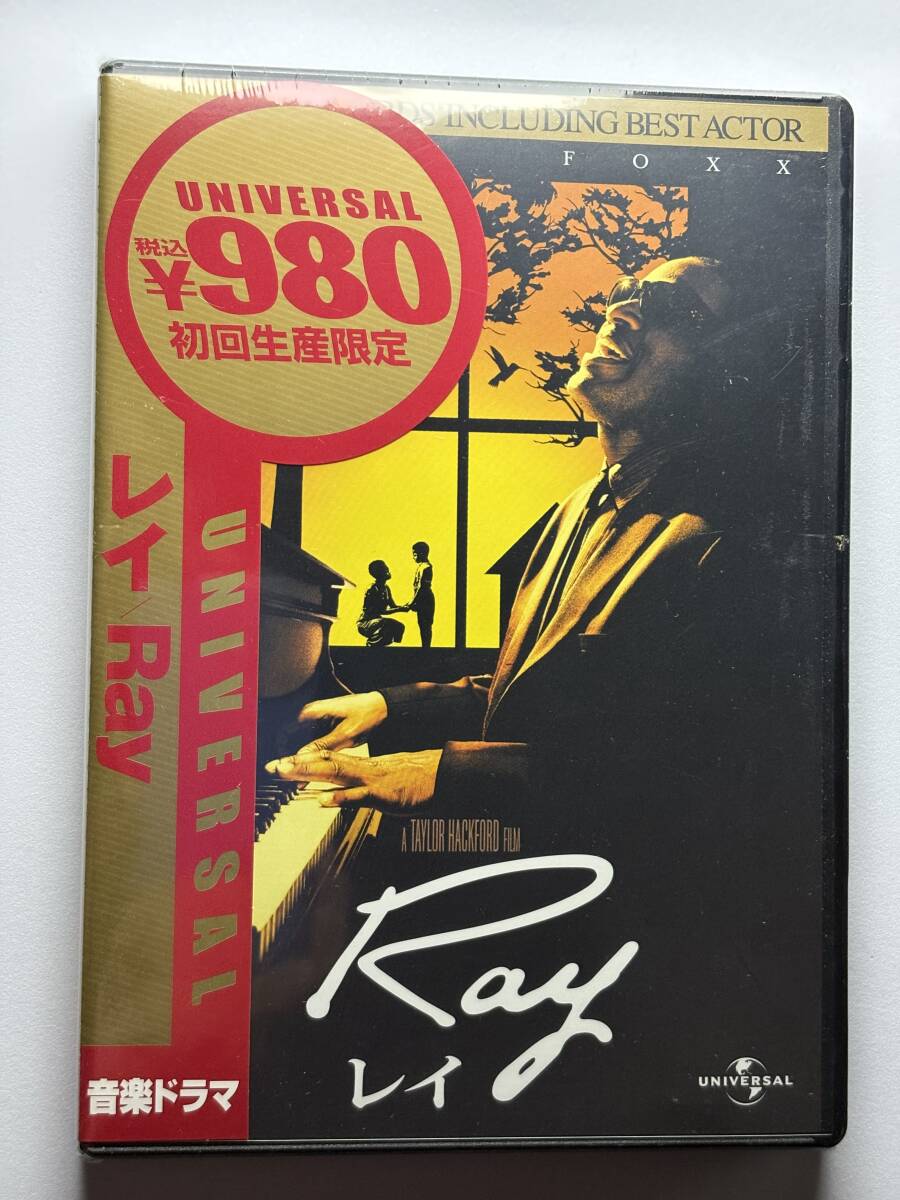 INCLUDING BEST ACTOR
FOXX
UNIVERSAL
税込
¥980
初回生産限定
レイ/Ray
UNIVERSAL
A TAYLOR HACKFORD FILM
Ray
レイ
UNIVERSAL
音楽ドラマ